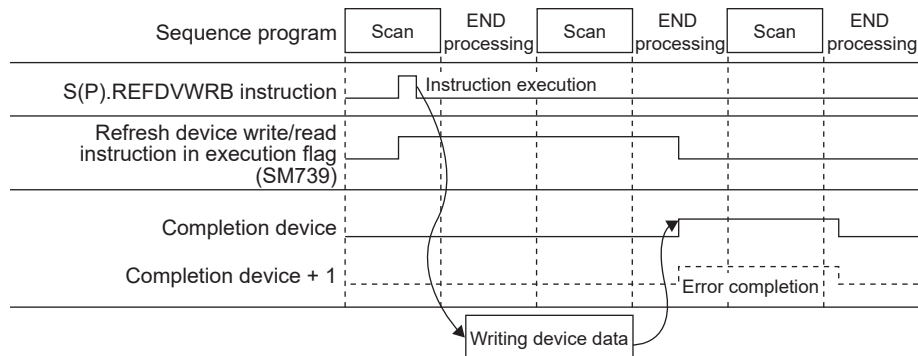 Sequence program
Scan
END
processing
Scan
END
processing
Scan
END
processing
S(P).REFDVWRB instruction
Instruction execution
Refresh device write/read
instruction in execution flag
(SM739)
Completion device
Completion device + 1
Error completion
Writing device data